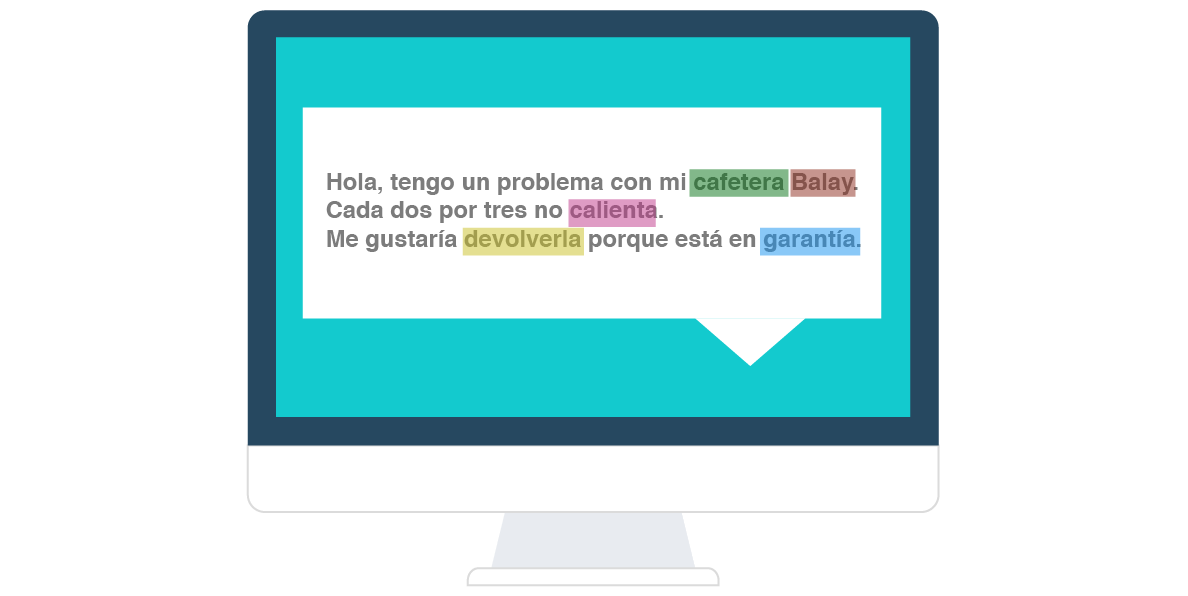 Hola, tengo un problema con mi cafetera Balay.
Cada dos por tres no calienta.
Me gustaría devolverla porque está en garantía.